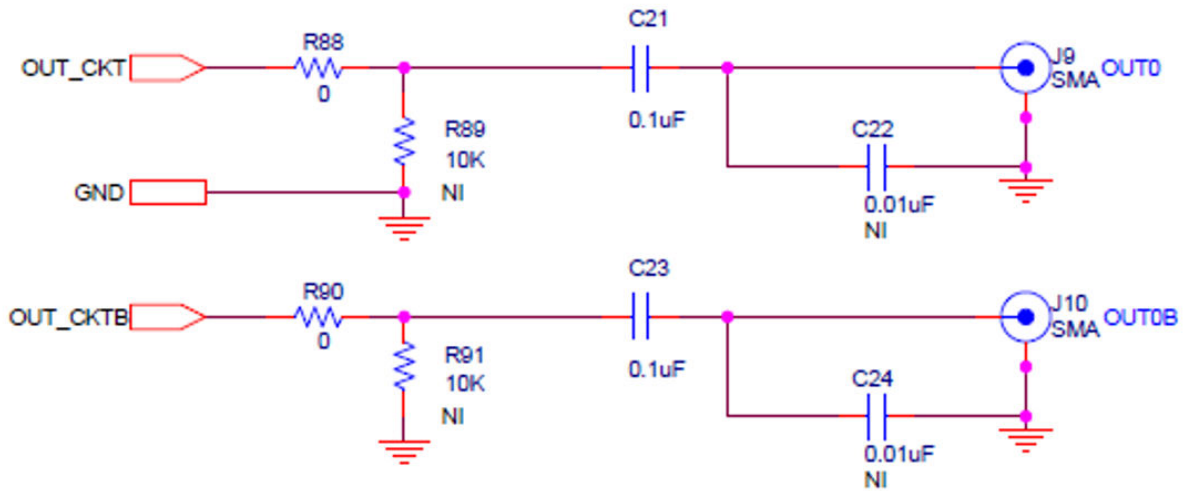 C21
R88
OUT_CKT
J9
OUT0
SMA
0
0.1uF
R89
C22
10K
GND
NI
0.01uF
NI
C23
R90
OUT_CKTB
J10
OUT0B
SMA
0
R91
0.1uF
C24
10K
NI
0.01uF
NI